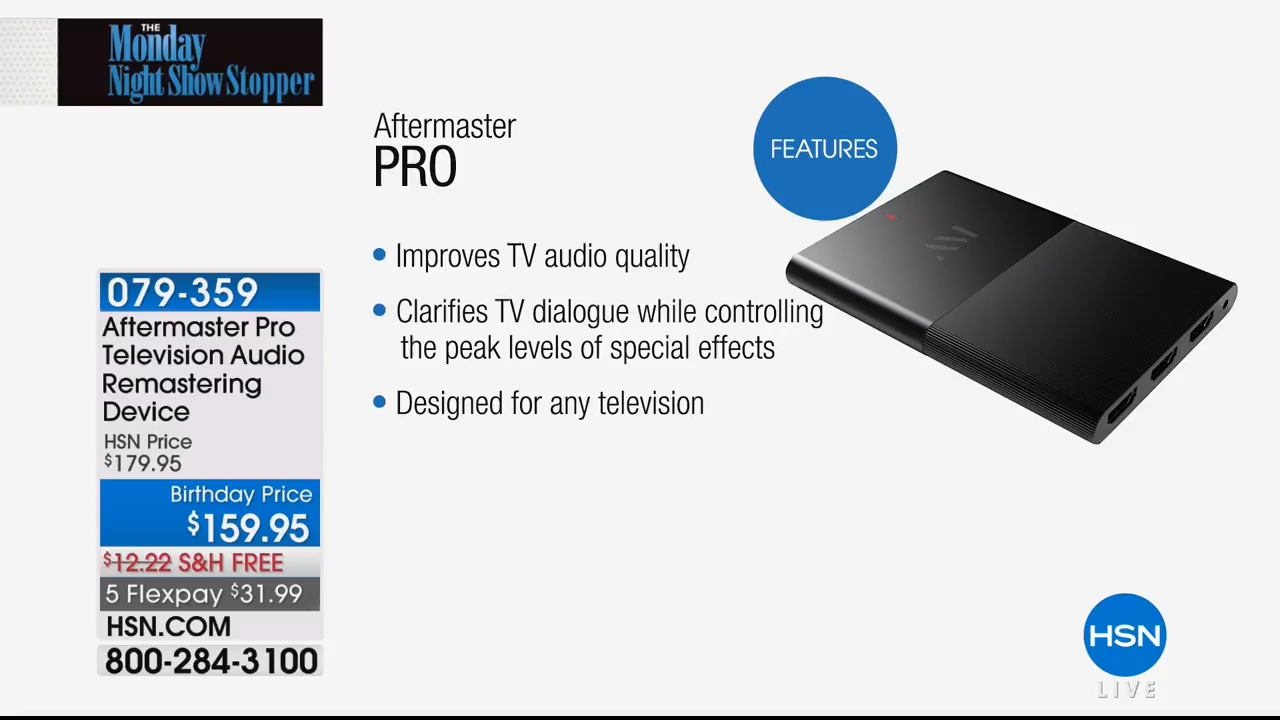 THE
Monday
Night Show Stopper
Aftermaster
PRO
FEATURES
• Improves TV audio quality
• Clarifies TV dialogue while controlling
the peak levels of special effects
• Designed for any television
079-359
Aftermaster Pro
Television Audio
Remastering
Device
HSN Price
$179.95
Birthday Price
$159.95
$12.22 S&H FREE
5 Flexpay $31.99
HSN.COM
800-284-3100
HSN
LIVE